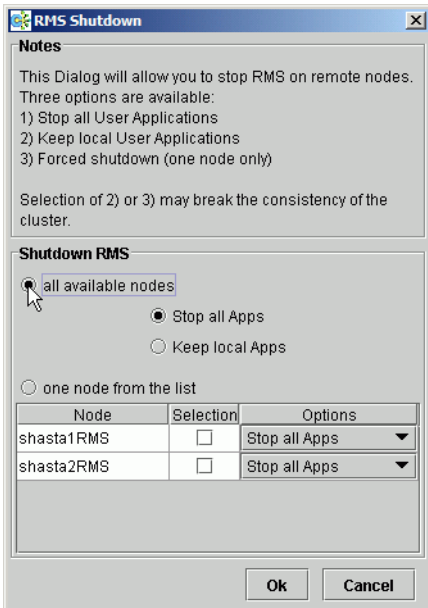 RMS Shutdown
Notes
This Dialog will allow you to stop RMS on remote nodes.
Three options are available:
1) Stop all User Applications
2) Keep local User Applications
3) Forced shutdown (one node only)
Selection of 2) or 3) may break the consistency of the
cluster.
Shutdown RMS
all available nodes
Stop all Apps
Keep local Apps
one node from the list
Node Selection Options
shasta1RMS Stop all Apps
shasta2RMS Stop all Apps
Ok Cancel